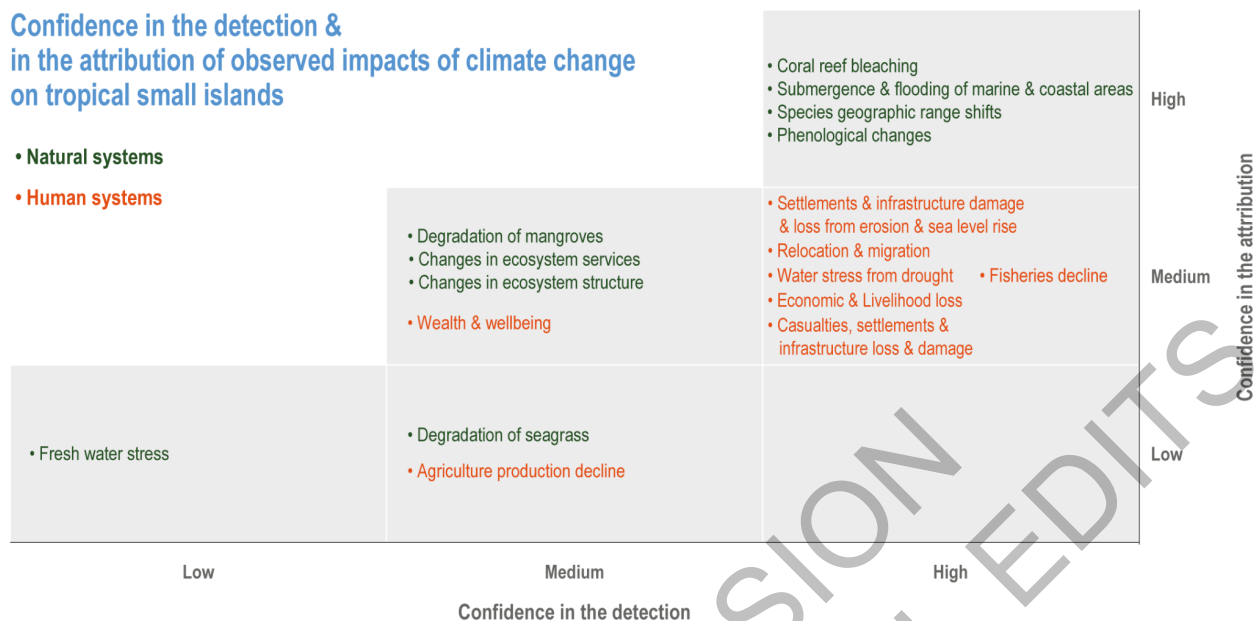 Confidence in the detection &
in the attribution of observed impacts of climate change
on tropical small islands
• Natural systems
• Human systems
• Coral reef bleaching
• Submergence & flooding of marine & coastal areas
• Species geographic range shifts
• Phenological changes
High
• Degradation of mangroves
• Changes in ecosystem services
• Changes in ecosystem structure
• Wealth & wellbeing
• Settlements & infrastructure damage
& loss from erosion & sea level rise
• Relocation & migration
• Water stress from drought • Fisheries decline
• Economic & Livelihood loss
• Casualties, settlements &
infrastructure loss & damage
Medium
• Fresh water stress
• Degradation of seagrass
• Agriculture production decline
Low
Confidence in the attrribution
Low Medium High
Confidence in the detection
SION
EDITS